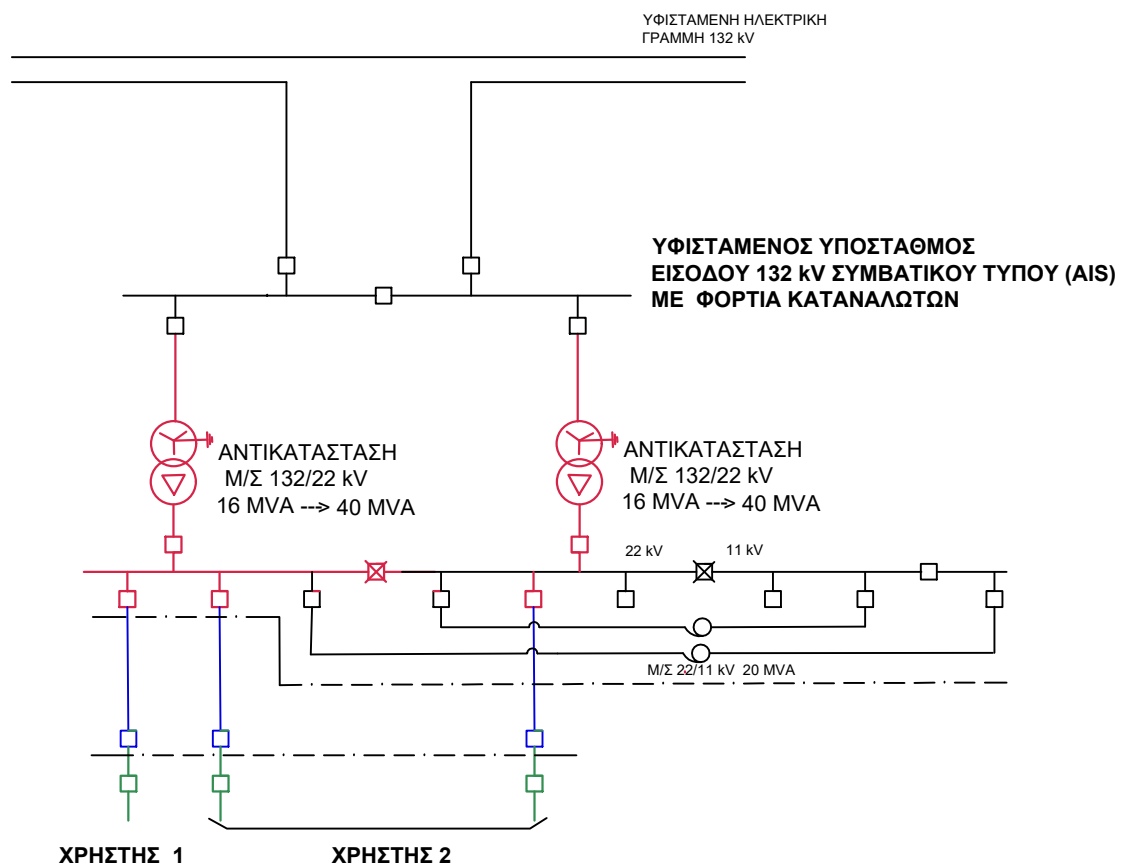 ΥΦΙΣΤΑΜΕΝΗ ΗΛΕΚΤΡΙΚΗ
ΓΡΑΜΜΗ 132 kV
ΥΦΙΣΤΑΜΕΝΟΣ ΥΠΟΣΤΑΘΜΟΣ
ΕΙΣΟΔΟΥ 132 kV ΣΥΜΒΑΤΙΚΟΥ ΤΥΠΟΥ (AIS)
ΜΕ ΦΟΡΤΙΑ ΚΑΤΑΝΑΛΩΤΩΝ
ΑΝΤΙΚΑΤΑΣΤΑΣΗ
Μ/Σ 132/22 kV
16 MVA ---> 40 MVA
ΑΝΤΙΚΑΤΑΣΤΑΣΗ
Μ/Σ 132/22 kV
16 MVA ---> 40 MVA
22 kV
11 kV
Μ/Σ 22/11 kV 20 MVA
ΧΡΗΣΤΗΣ 1
ΧΡΗΣΤΗΣ 2